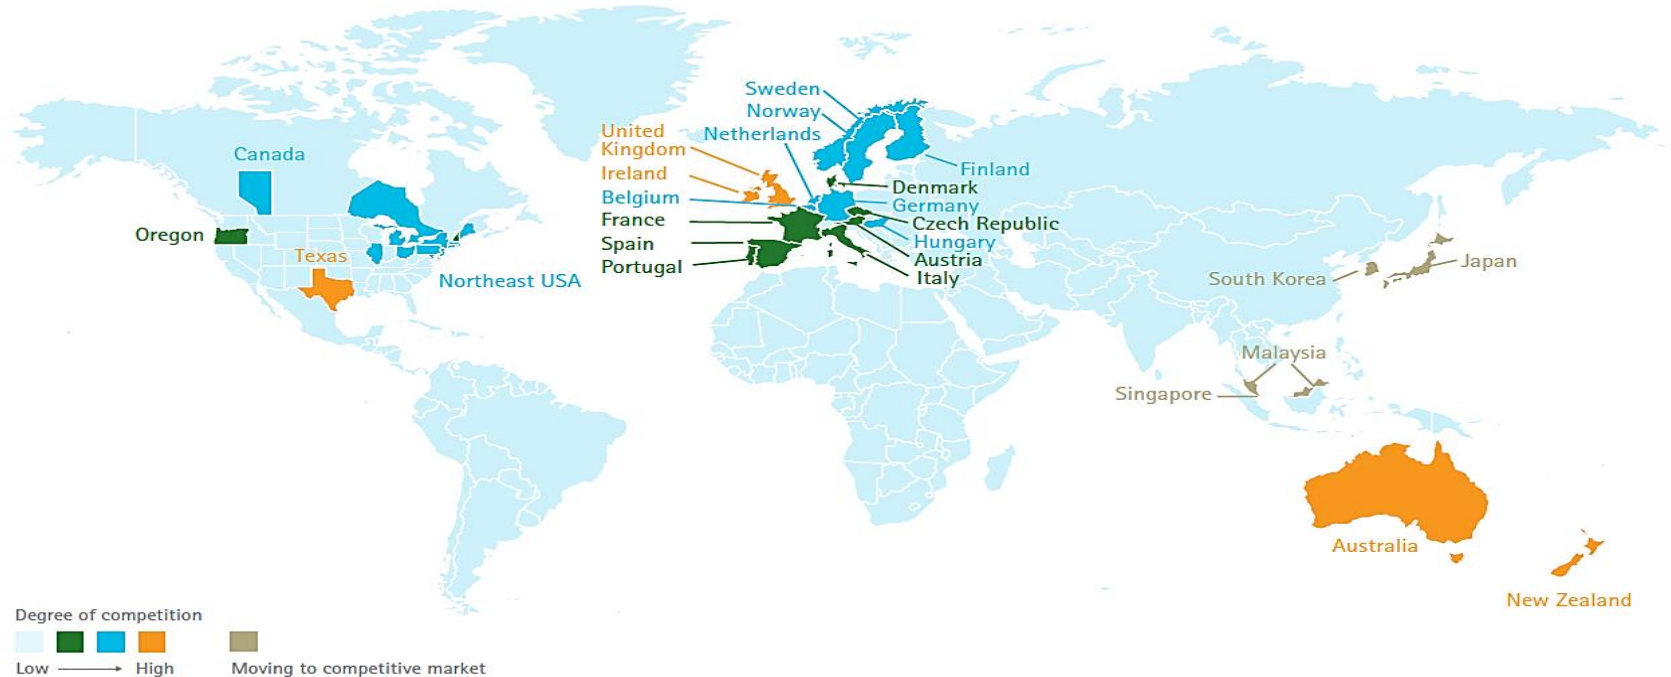 Sweden
Norway
Netherlands
United
Kingdom
Ireland
Belgium
France
Spain
Portugal
Canada
Oregon
Texas
Northeast USA
Finland
Denmark
Germany
Czech Republic
Hungary
Austria
Italy
South Korea
Japan
Malaysia
Singapore
Australia
New Zealand
Degree of competition
Low High
Moving to competitive market